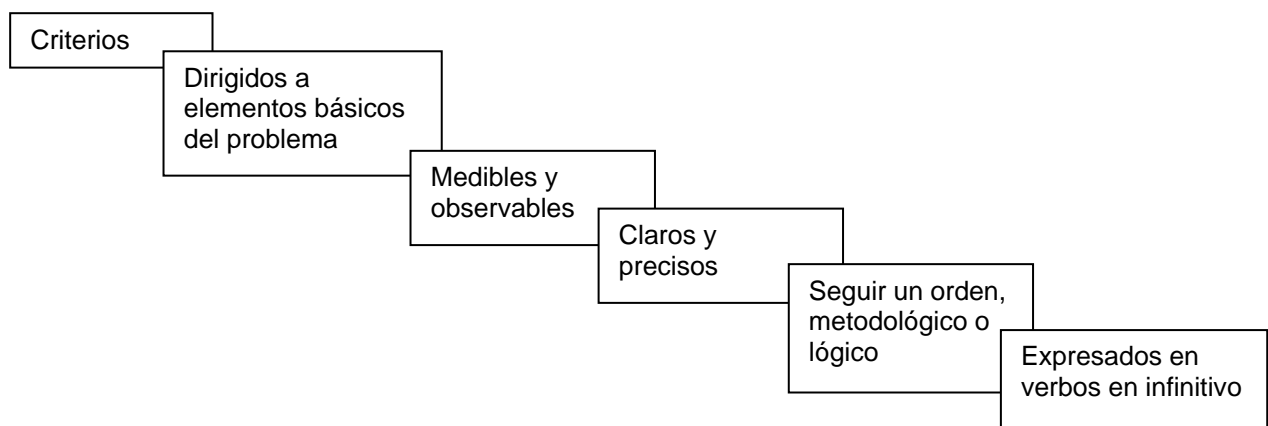 Criterios
Dirigidos a
elementos básicos
del problema
Medibles y
observables
Claros y
precisos
Seguir un orden,
metodológico o
lógico
Expresados en
verbos en infinitivo